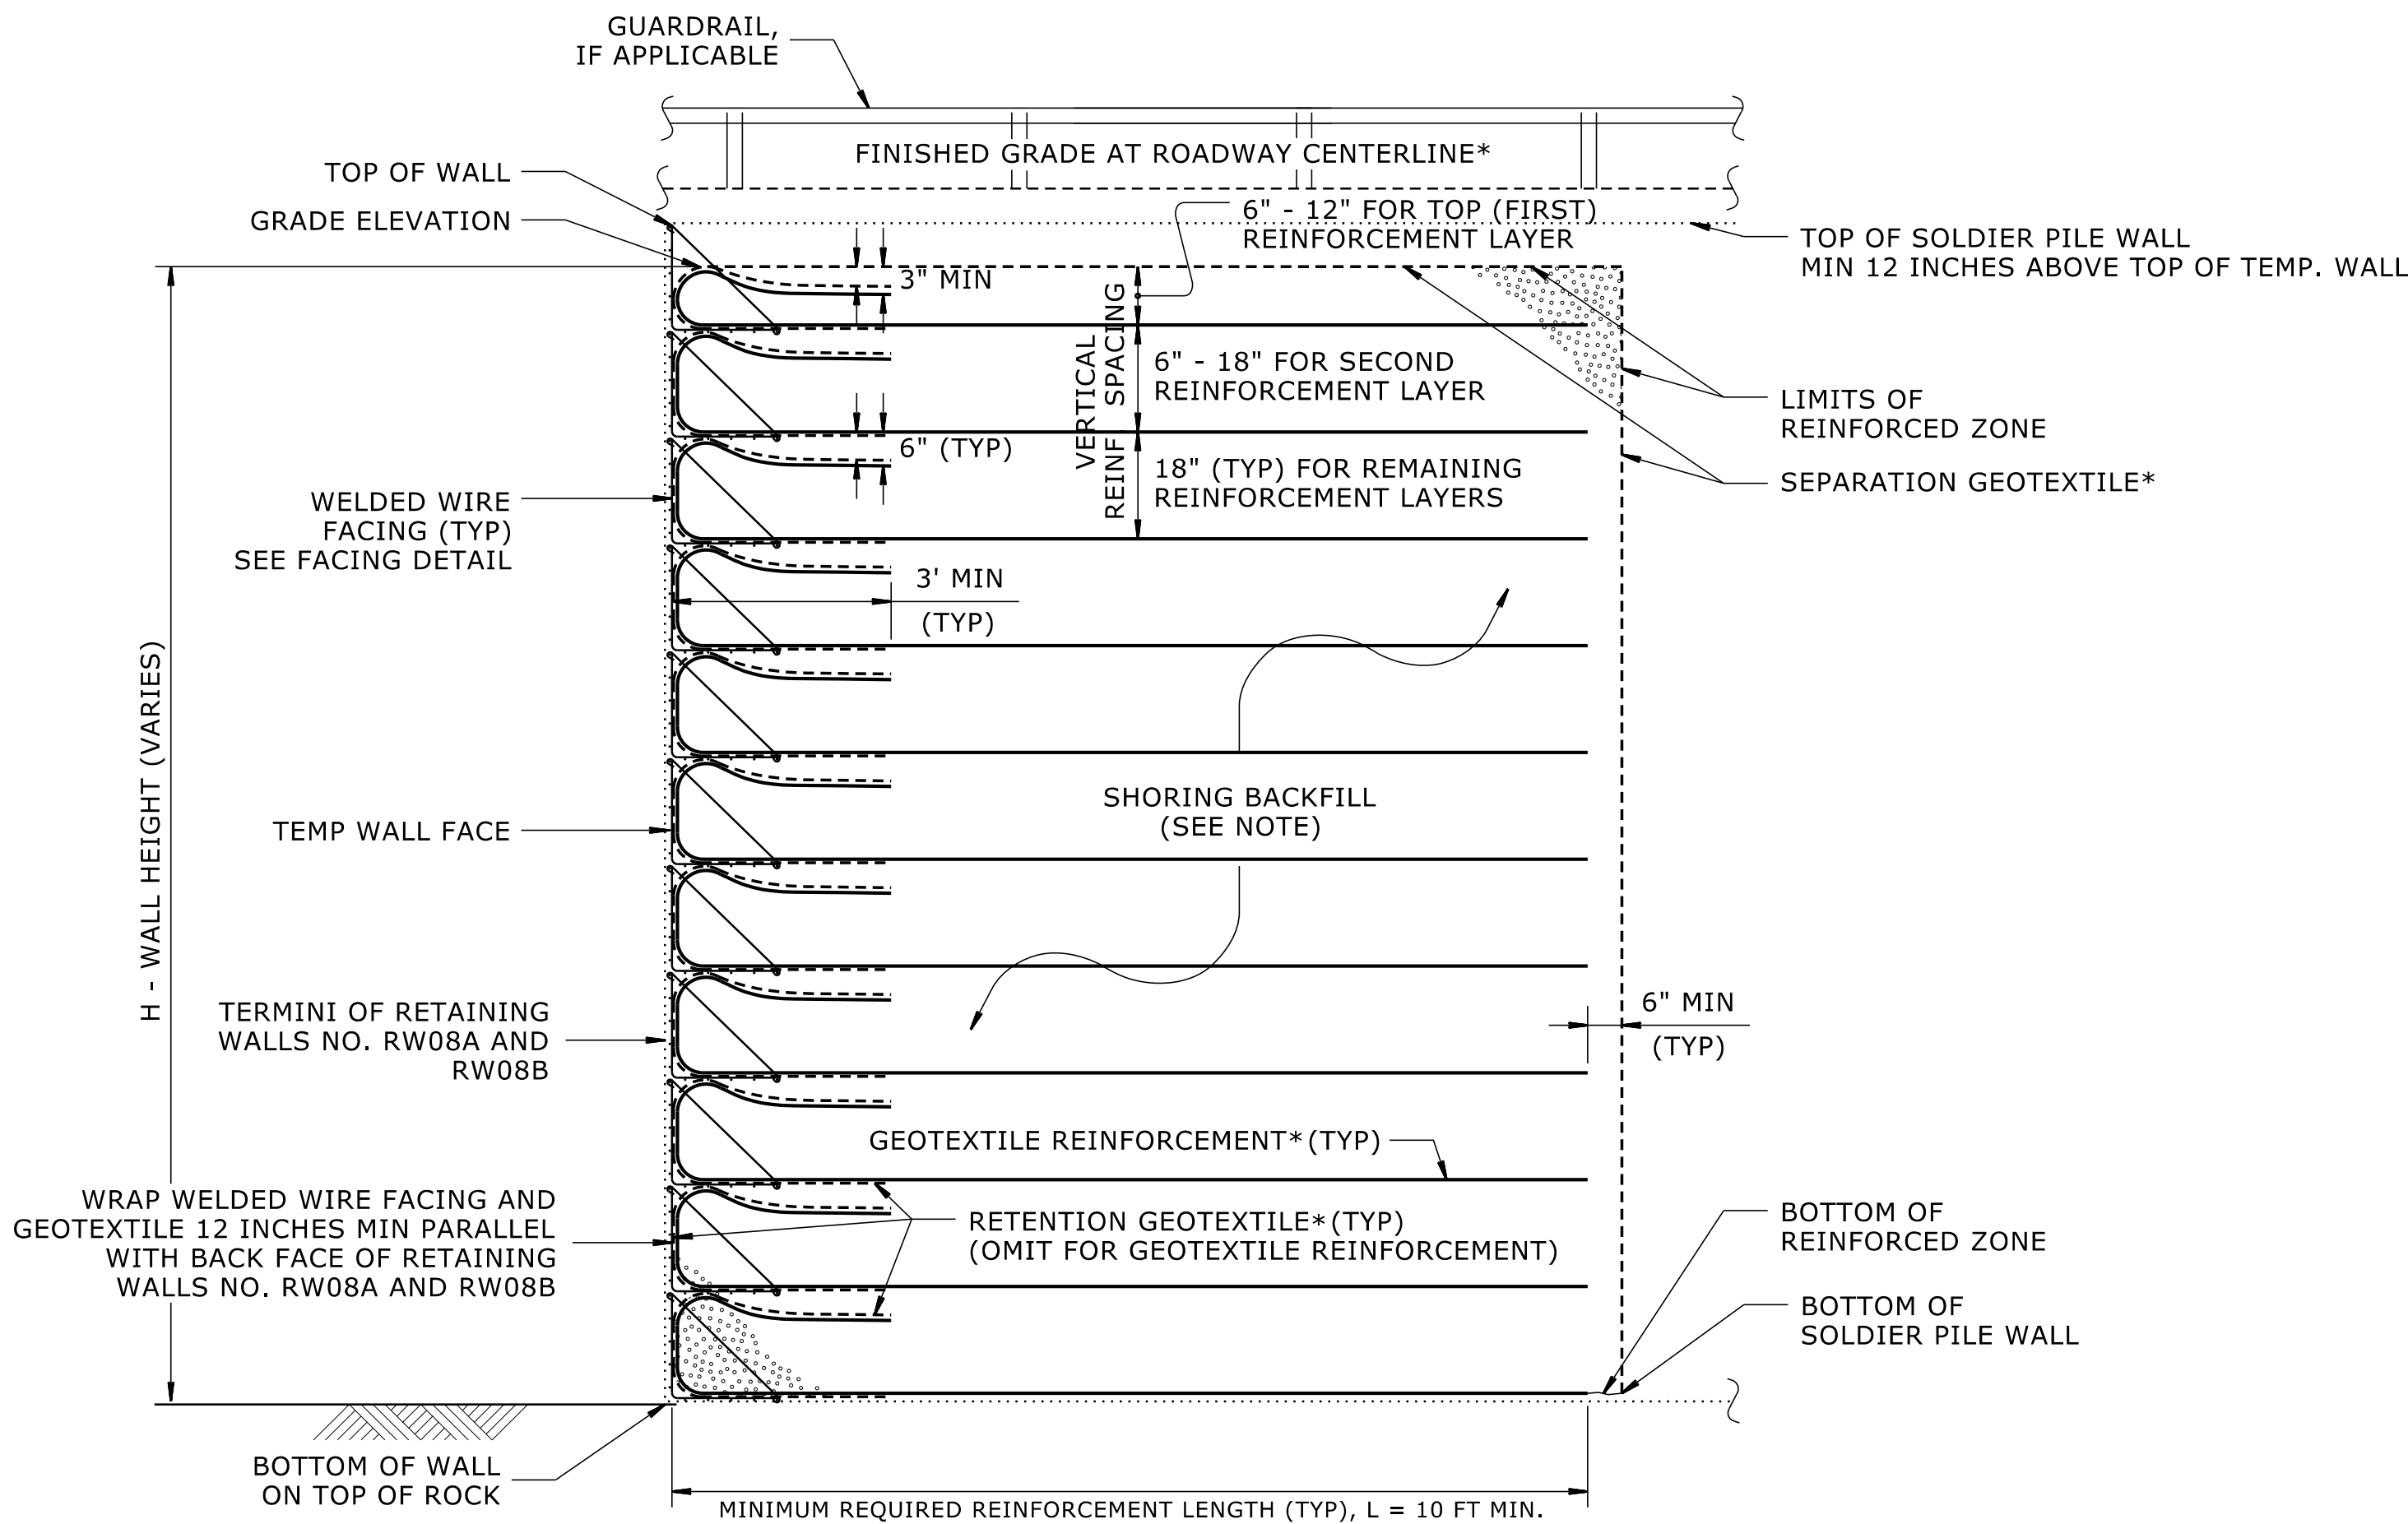 GUARDRAIL,
IF APPLICABLE
FINISHED GRADE AT ROADWAY CENTERLINE*
TOP OF WALL
GRADE ELEVATION
6" - 12" FOR TOP (FIRST)
REINFORCEMENT LAYER
TOP OF SOLDIER PILE WALL
MIN 12 INCHES ABOVE TOP OF TEMP. WALL
3" MIN
VERTICAL
REINF SPACING
6" - 18" FOR SECOND
REINFORCEMENT LAYER
LIMITS OF
REINFORCED ZONE
6" (TYP)
18" (TYP) FOR REMAINING
REINFORCEMENT LAYERS
SEPARATION GEOTEXTILE*
WELDED WIRE
FACING (TYP)
SEE FACING DETAIL
3' MIN
(TYP)
H - WALL HEIGHT (VARIES)
SHORING BACKFILL
(SEE NOTE)
TEMP WALL FACE
TERMINI OF RETAINING
WALLS NO. RW08A AND
RW08B
6" MIN
(TYP)
GEOTEXTILE REINFORCEMENT*(TYP)
WRAP WELDED WIRE FACING AND
GEOTEXTILE 12 INCHES MIN PARALLEL
WITH BACK FACE OF RETAINING
WALLS NO. RW08A AND RW08B
RETENTION GEOTEXTILE*(TYP)
(OMIT FOR GEOTEXTILE REINFORCEMENT)
BOTTOM OF
REINFORCED ZONE
BOTTOM OF
SOLDIER PILE WALL
BOTTOM OF WALL
ON TOP OF ROCK
MINIMUM REQUIRED REINFORCEMENT LENGTH (TYP), L = 10 FT MIN.